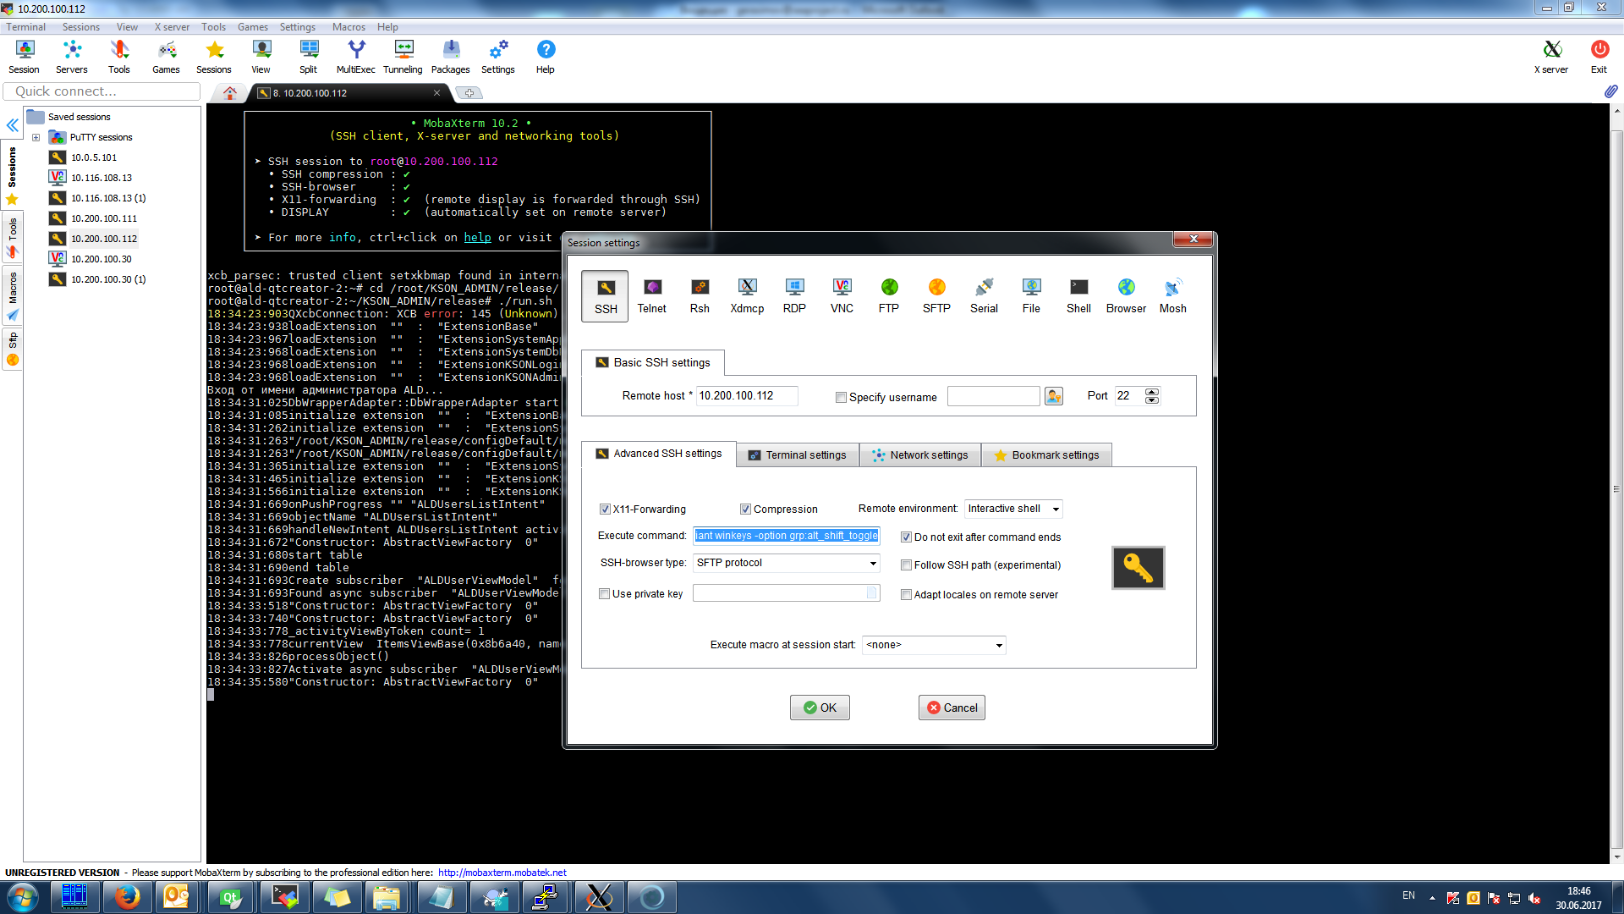 10.200.100.112
Terminal Sessions View X server Tools Games Settings Macros Help
Session Servers Tools Games Sessions View Split MultiExec Tunneling Packages Settings Help X server Exit
Quick connect...
8. 10.200.100.112
Sessions
Tools
Macros
Sftp
Saved sessions
PuTTY sessions
10.0.5.101
10.116.108.13
10.116.108.13 (1)
10.200.100.111
10.200.100.112
10.200.100.30
10.200.100.30 (1)
• MobaXterm 10.2 •
(SSH client, X-server and networking tools)
➤ SSH session to root@10.200.100.112
• SSH compression : ✔
• SSH-browser : ✔
• X11-forwarding : ✔ (remote display is forwarded through SSH)
• DISPLAY : ✔ (automatically set on remote server)
➤ For more info, ctrl+click on help or visit
xcb_parsec: trusted client setxkbmap found in interna
root@ald-qtcreator-2:~# cd /root/KSON_ADMIN/release/
root@ald-qtcreator-2:~/KSON_ADMIN/release# ./run.sh
18:34:23:903QXcbConnection: XCB error: 145 (Unknown)
18:34:23:938loadExtension "" : "ExtensionBase"
18:34:23:967loadExtension "" : "ExtensionSystemApp
18:34:23:968loadExtension "" : "ExtensionSystemDb
18:34:23:968loadExtension "" : "ExtensionKSONLogin
18:34:23:968loadExtension "" : "ExtensionKSONAdmin
Вход от имени администратора ALD...
18:34:31:025DbWrapperAdapter::DbWrapperAdapter start
18:34:31:085initialize extension "" : "ExtensionBa
18:34:31:262initialize extension "" : "ExtensionSy
18:34:31:263"/root/KSON_ADMIN/release/configDefault/m
18:34:31:263"/root/KSON_ADMIN/release/configDefault/m
18:34:31:365initialize extension "" : "ExtensionSy
18:34:31:465initialize extension "" : "ExtensionKS
18:34:31:566initialize extension "" : "ExtensionKS
18:34:31:669onPushProgress "" "ALDUsersListIntent"
18:34:31:669objectName "ALDUsersListIntent"
18:34:31:669handleNewIntent ALDUsersListIntent activ
18:34:31:672"Constructor: AbstractViewFactory 0"
18:34:31:680start table
18:34:31:690end table
18:34:31:693Create subscriber "ALDUserViewModel" fo
18:34:31:693Found async subscriber "ALDUserViewMode
18:34:33:518"Constructor: AbstractViewFactory 0"
18:34:33:740"Constructor: AbstractViewFactory 0"
18:34:33:778_activityViewByToken count= 1
18:34:33:778currentView ItemsViewBase(0x8b6a40, name
18:34:33:826processObject()
18:34:33:827Activate async subscriber "ALDUserViewMo
18:34:35:580"Constructor: AbstractViewFactory 0"
Session settings
SSH Telnet Rsh Xdmcp RDP VNC FTP SFTP Serial File Shell Browser Mosh
Basic SSH settings
Remote host * 10.200.100.112 Specify username Port 22
Advanced SSH settings Terminal settings Network settings Bookmark settings
X11-Forwarding Compression Remote environment: Interactive shell
Execute command: iant winkeys -option grp:alt_shift_toggle Do not exit after command ends
SSH-browser type: SFTP protocol Follow SSH path (experimental)
Use private key Adapt locales on remote server
Execute macro at session start: <none>
OK Cancel
UNREGISTERED VERSION - Please support MobaXterm by subscribing to the professional edition here: http://mobaxterm.mobatek.net
EN 18:46
30.06.2017